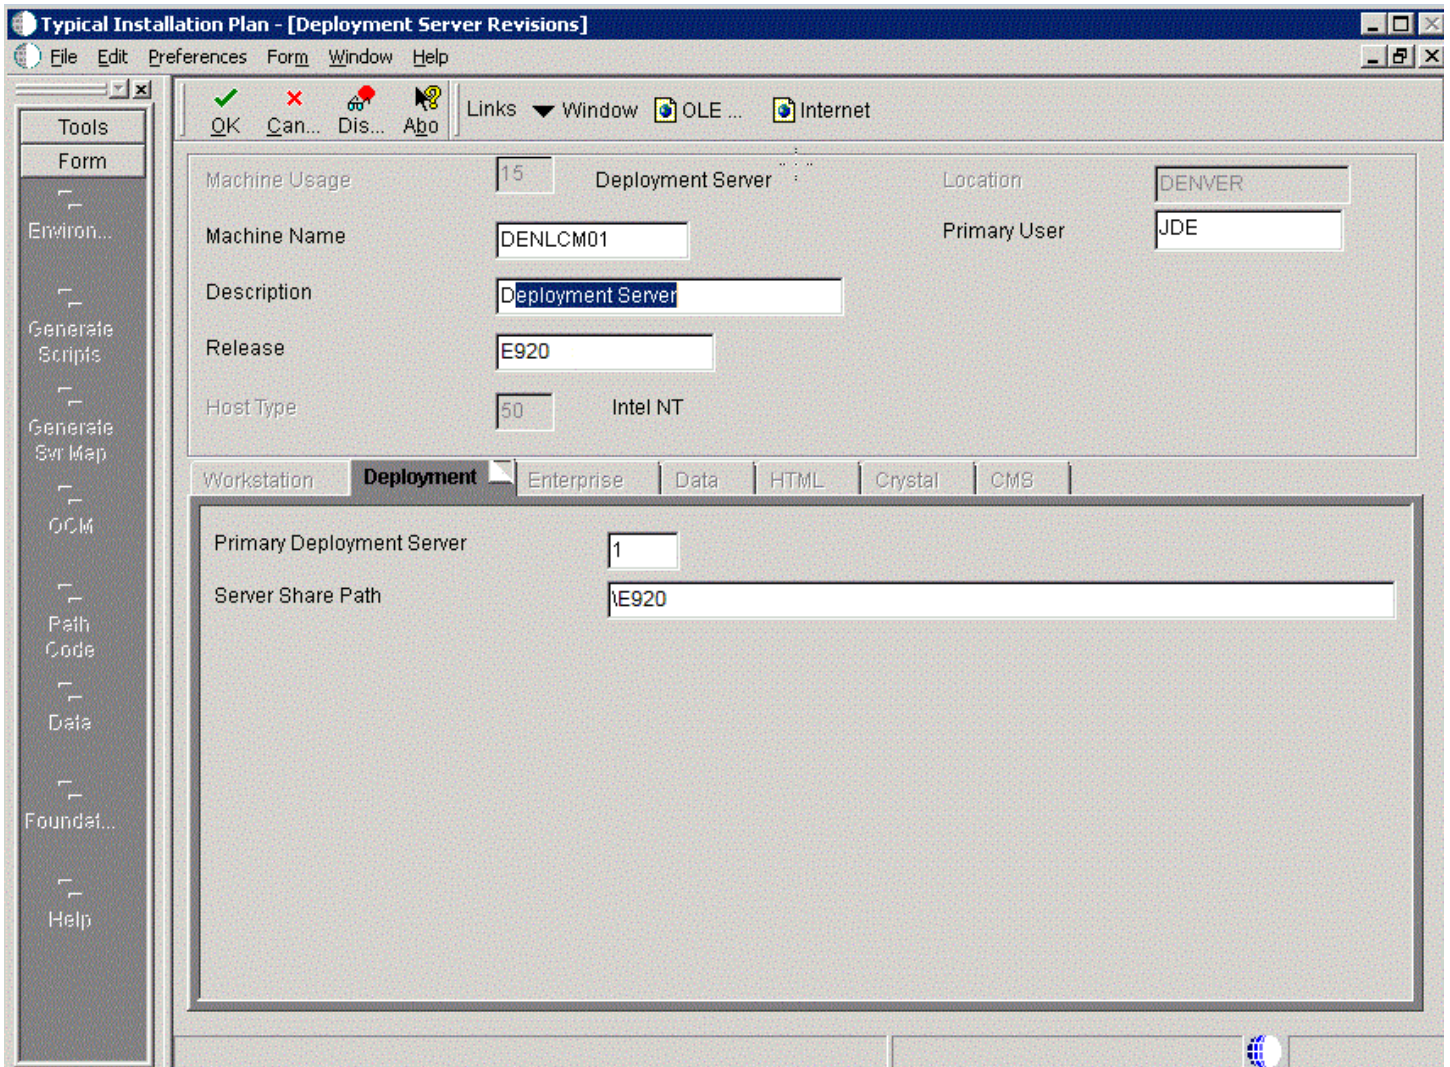 Typical Installation Plan - [Deployment Server Revisions]
File Edit Preferences Form Window Help
OK Can... Dis... Abo Links Window OLE ... Internet
Tools
Form
Environ...
Generate
Scripts
Generate
Svr Map
OCM
Path
Code
Data
Foundat...
Help
Machine Usage 15 Deployment Server Location DENVER
Machine Name DENLCM01 Primary User JDE
Description Deployment Server
Release E920
Host Type 50 Intel NT
Workstation Deployment Enterprise Data HTML Crystal CMS
Primary Deployment Server 1
Server Share Path \E920